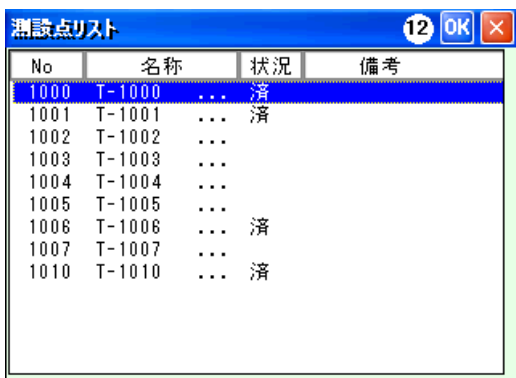 測設点リスト 12 OK ×
No 名称 状況 備考
1000 T-1000 ... 済
1001 T-1001 ... 済
1002 T-1002 ...
1003 T-1003 ...
1004 T-1004 ...
1005 T-1005 ...
1006 T-1006 ... 済
1007 T-1007 ...
1010 T-1010 ... 済